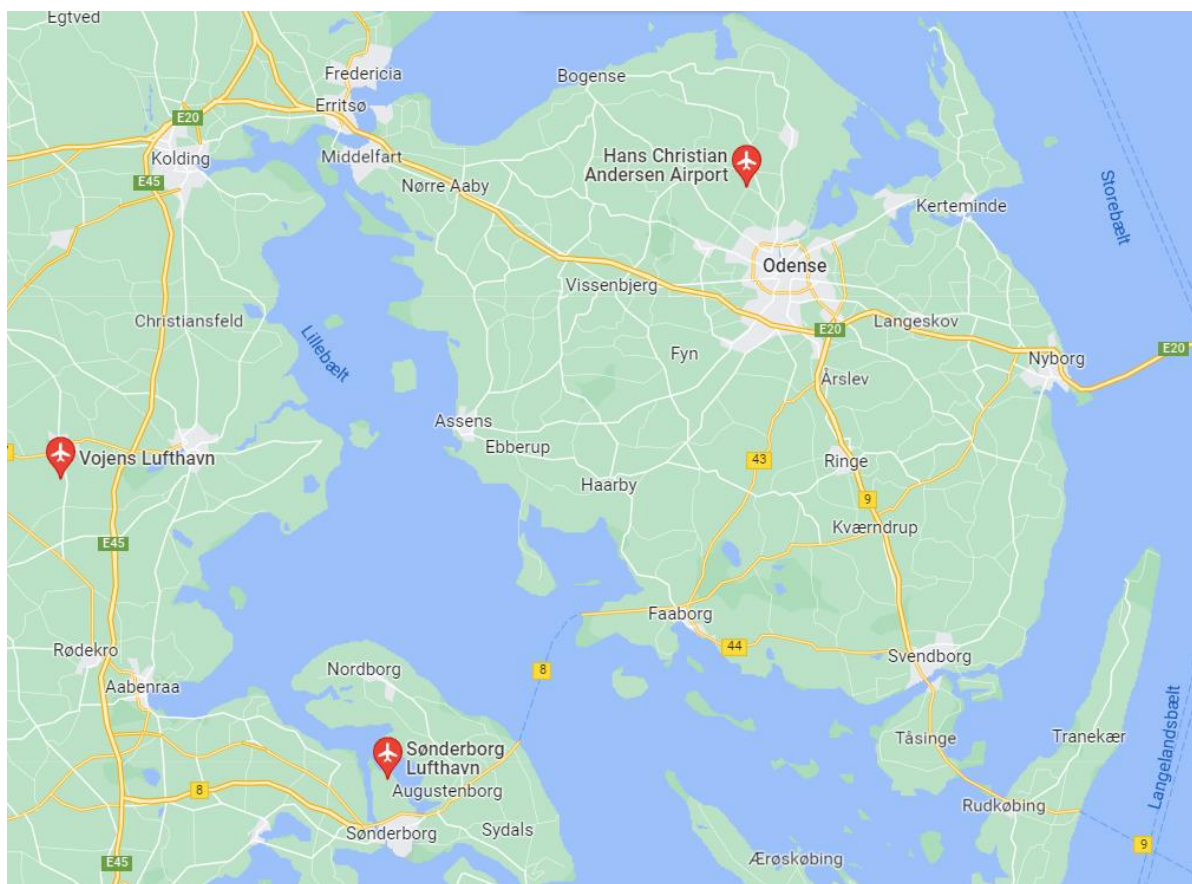 Egtved
Fredericia
Bogense
Erritsø
E20
Kolding
Middelfart
Hans Christian
Andersen Airport
E45
Nørre Aaby
Kerteminde
Storebælt
Odense
Vissenbjerg
Christiansfeld
Lillebælt
E20
Langeskov
E20
Fyn
Nyborg
Årslev
Assens
Ebberup
Vojens Lufthavn
43
Ringe
Haarby
9
Kværndrup
E45
Faaborg
44
Rødekro
Nordborg
8
Svendborg
Aabenraa
Langelandsbælt
Sønderborg
Lufthavn
Tåsinge
Tranekær
8
Augustenborg
Rudkøbing
Sønderborg
Sydals
9
E45
Ærøskøbing